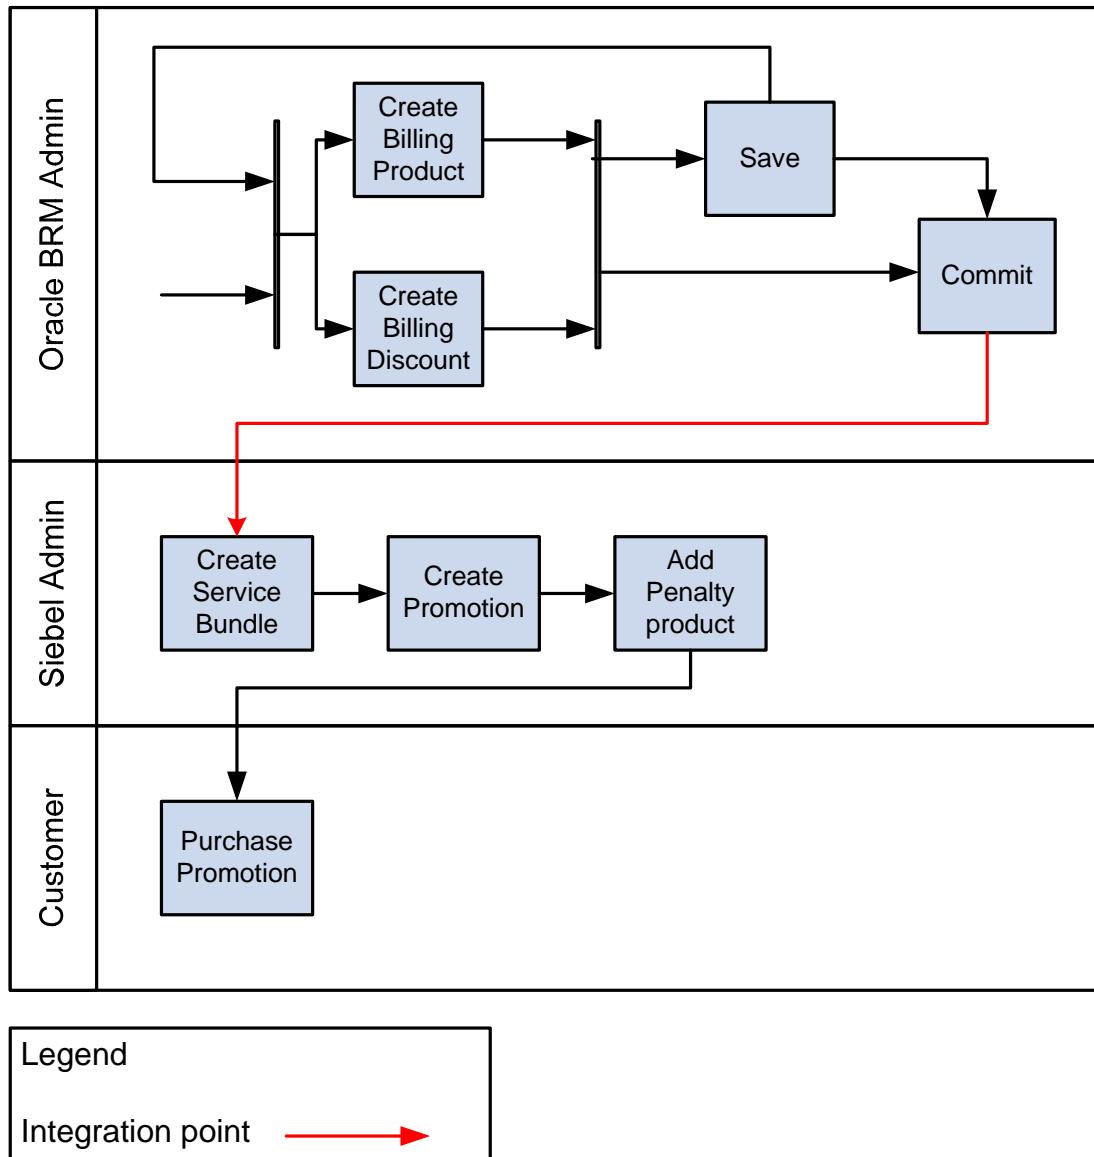 Oracle BRM Admin
Create
Billing
Product
Save
Create
Billing
Discount
Commit
Siebel Admin
Create
Service
Bundle
Create
Promotion
Add
Penalty
product
Customer
Purchase
Promotion
Legend
Integration point